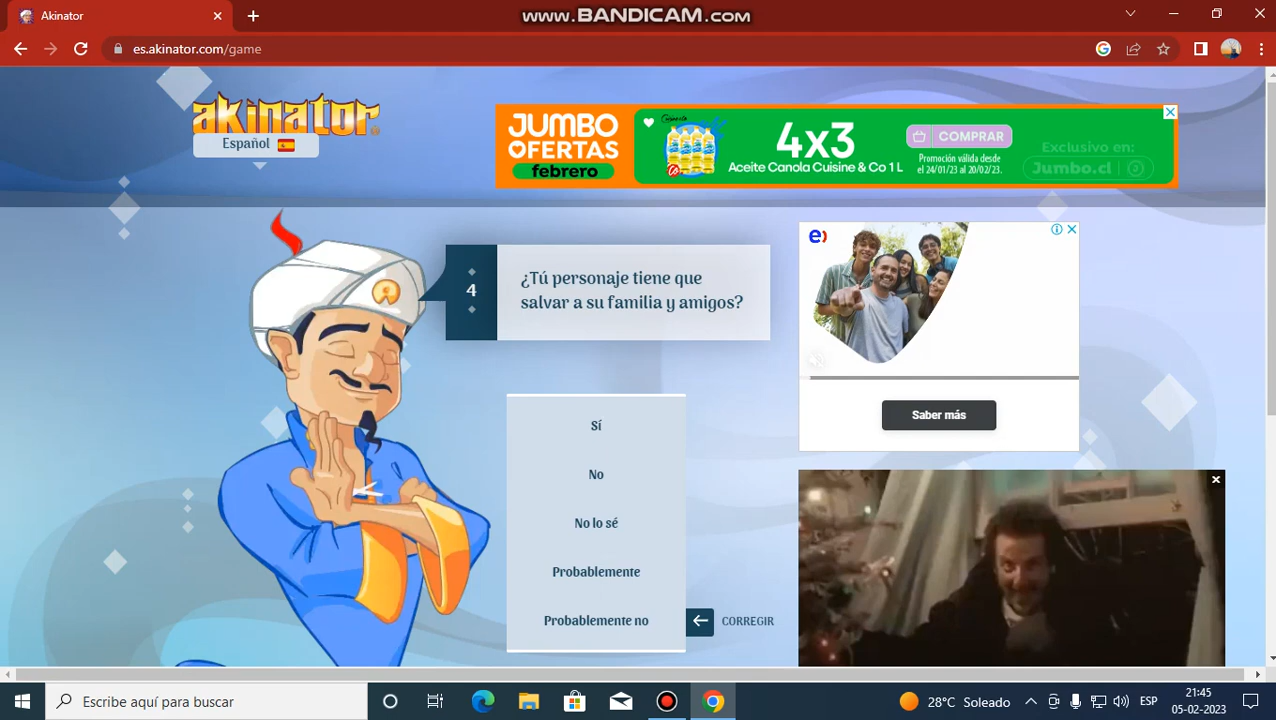 Akinator
www.BANDICAM.com
es.akinator.com/game
akinator
Español
JUMBO
OFERTAS
febrero
4x3
Aceite Canola Cuisine & Co 1 L
COMPRAR
Promoción válida desde
el 24/01/23 al 20/02/23.
Exclusivo en:
Jumbo.cl
4
¿Tú personaje tiene que
salvar a su familia y amigos?
Sí
No
No lo sé
Probablemente
Probablemente no
CORREGIR
e)
Saber más
Escribe aquí para buscar
28°C Soleado
ESP
21:45
05-02-2023